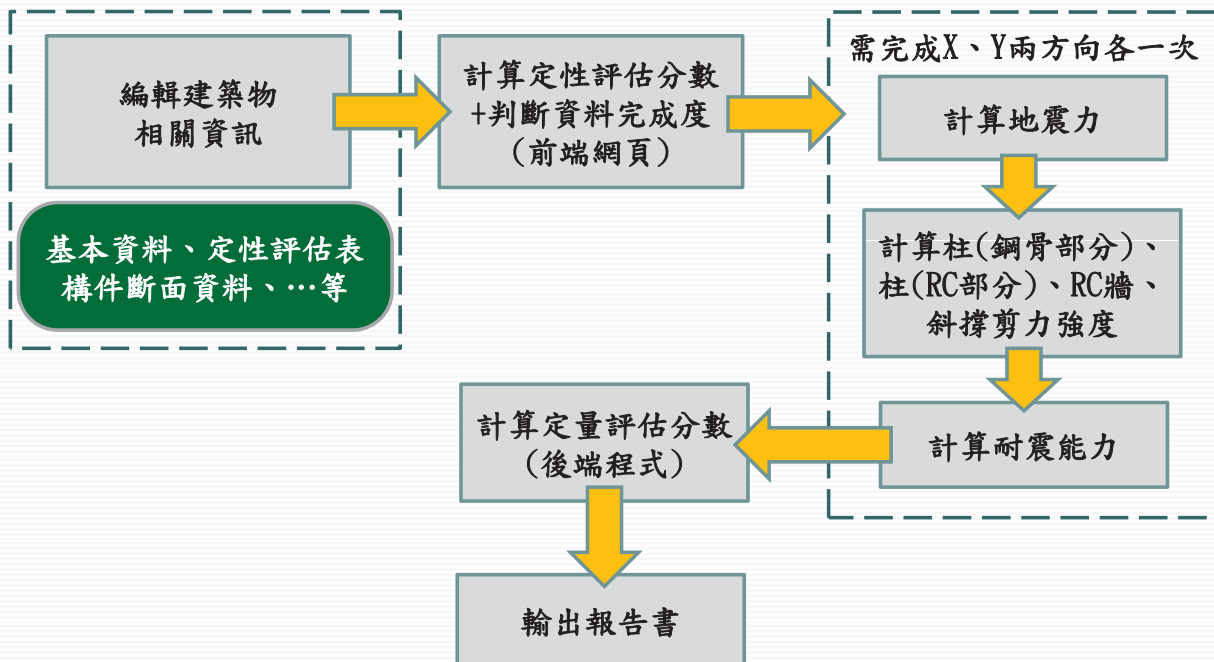 編輯建築物
相關資訊
基本資料、定性評估表
構件斷面資料、…等
計算定性評估分數
+判斷資料完成度
(前端網頁)
需完成X、Y兩方向各一次
計算地震力
計算柱(鋼骨部分)、
柱(RC部分)、RC牆、
斜撐剪力強度
計算耐震能力
計算定量評估分數
(後端程式)
輸出報告書